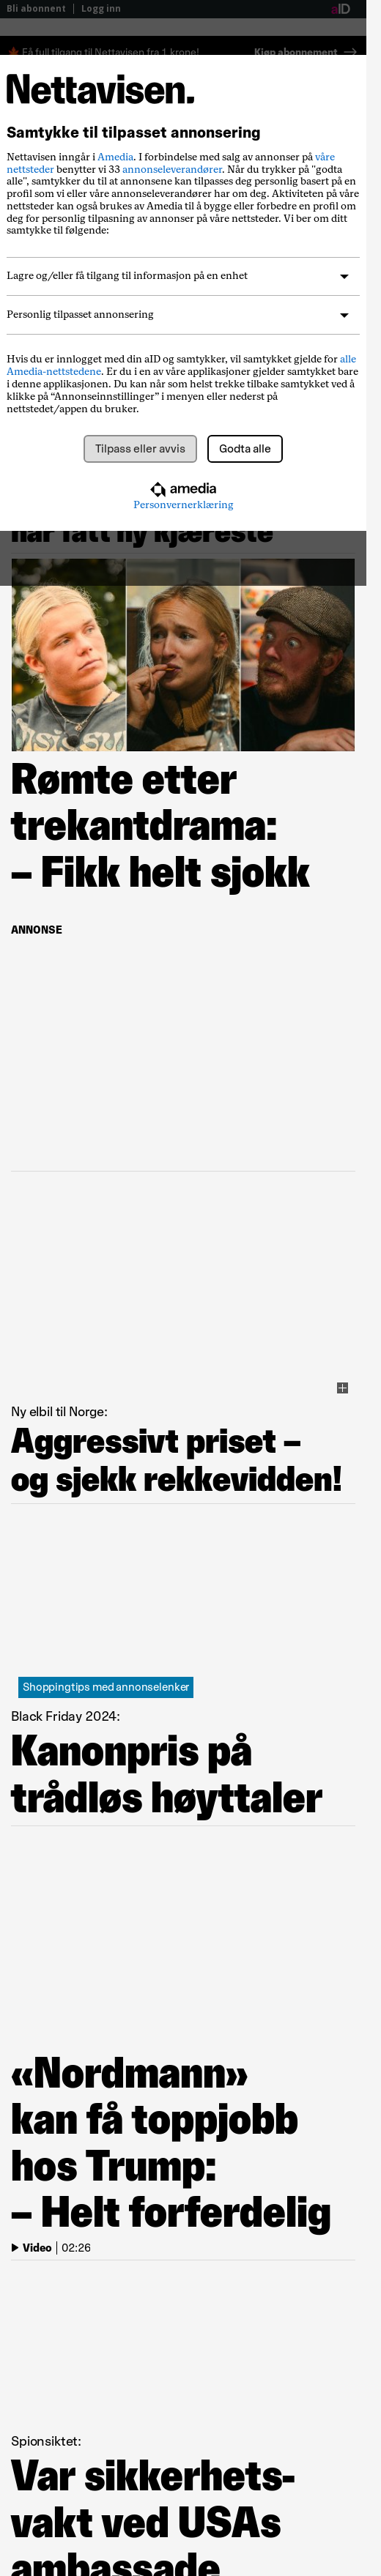 Bli abonnent | Logg inn
aID
Få full tilgang til Nettavisen fra 1 krone!
Kjøp abonnement
Nettavisen.
Samtykke til tilpasset annonsering
Nettavisen inngår i Amedia. I forbindelse med salg av annonser på våre
nettsteder benytter vi 33 annonseleverandører. Når du trykker på "godta
alle", samtykker du til at annonsene kan tilpasses deg personlig basert på en
profil som vi eller våre annonseleverandører har om deg. Aktiviteten på våre
nettsteder kan også brukes av Amedia til å bygge eller forbedre en profil om
deg for personlig tilpasning av annonser på våre nettsteder. Vi ber om ditt
samtykke til følgende:
Lagre og/eller få tilgang til informasjon på en enhet
Personlig tilpasset annonsering
Hvis du er innlogget med din aID og samtykker, vil samtykket gjelde for alle
Amedia-nettstedene. Er du i en av våre applikasjoner gjelder samtykket bare
i denne applikasjonen. Du kan når som helst trekke tilbake samtykket ved å
klikke på “Annonseinnstillinger” i menyen eller nederst på
nettstedet/appen du bruker.
Tilpass eller avvis
Godta alle
amedia
Personvernerklæring
har fått ny kjæreste
Rømte etter
trekantdrama:
– Fikk helt sjokk
ANNONSE
Ny elbil til Norge:
Aggressivt priset –
og sjekk rekkevidden!
Shoppingtips med annonselenker
Black Friday 2024:
Kanonpris på
trådløs høyttaler
«Nordmann»
kan få toppjobb
hos Trump:
– Helt forferdelig
Video | 02:26
Spionsiktet:
Var sikkerhets-
vakt ved USAs
ambassade